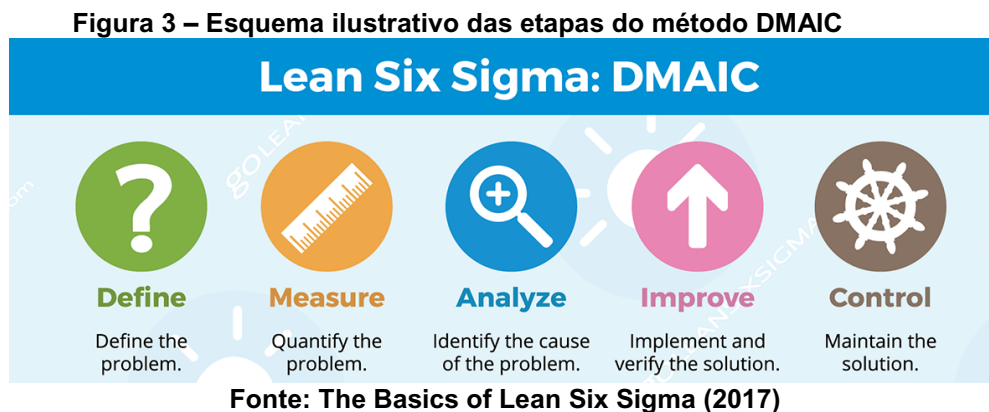 Figura 3 – Esquema ilustrativo das etapas do método DMAIC
Lean Six Sigma: DMAIC
Define
Measure
Analyze
Improve
Control
Define the
problem.
Quantify the
problem.
Identify the cause
of the problem.
Implement and
verify the solution.
Maintain the
solution.
Fonte: The Basics of Lean Six Sigma (2017)